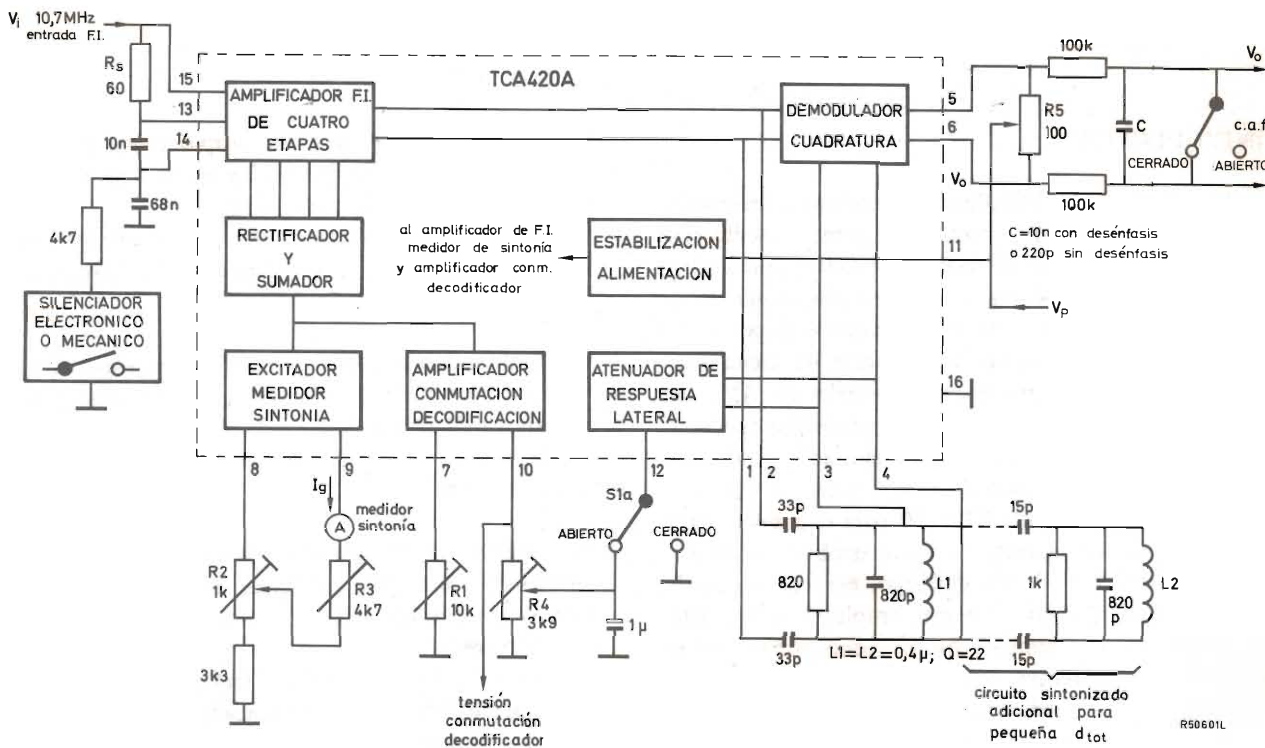 Vi 10,7MHz
entrada F.I.
Rs
60
15
13
14
10n
68n
4k7
SILENCIADOR
ELECTRONICO
O MECANICO
TCA420A
AMPLIFICADOR F.I.
DE CUATRO
ETAPAS
DEMODULADOR
CUADRATURA
5
6
100k
Vo
R5
100
C
c.a.f
CERRADO
ABIERTO
Vo
100k
C=10n con desénfasis
o 220p sin desénfasis
RECTIFICADOR
Y
SUMADOR
al amplificador de F.I.
medidor de sintonía
y amplificador conm.
decodificador
ESTABILIZACION
ALIMENTACION
11
Vp
EXCITADOR
MEDIDOR
SINTONIA
AMPLIFICADOR
CONMUTACION
DECODIFICACION
ATENUADOR DE
RESPUESTA
LATERAL
16
8
9
7
10
12
1
2
3
4
Ig
A
medidor
sintonía
S1a
ABIERTO
CERRADO
33p
15p
R2
1k
R3
4k7
R1
10k
R4
3k9
1µ
820
820p
L1
1k
820
p
L2
3k3
33p
L1=L2=0,4µ; Q=22
15p
tensión
conmutación
decodificador
circuito sintonizado
adicional para
pequeña dtot
R50601L